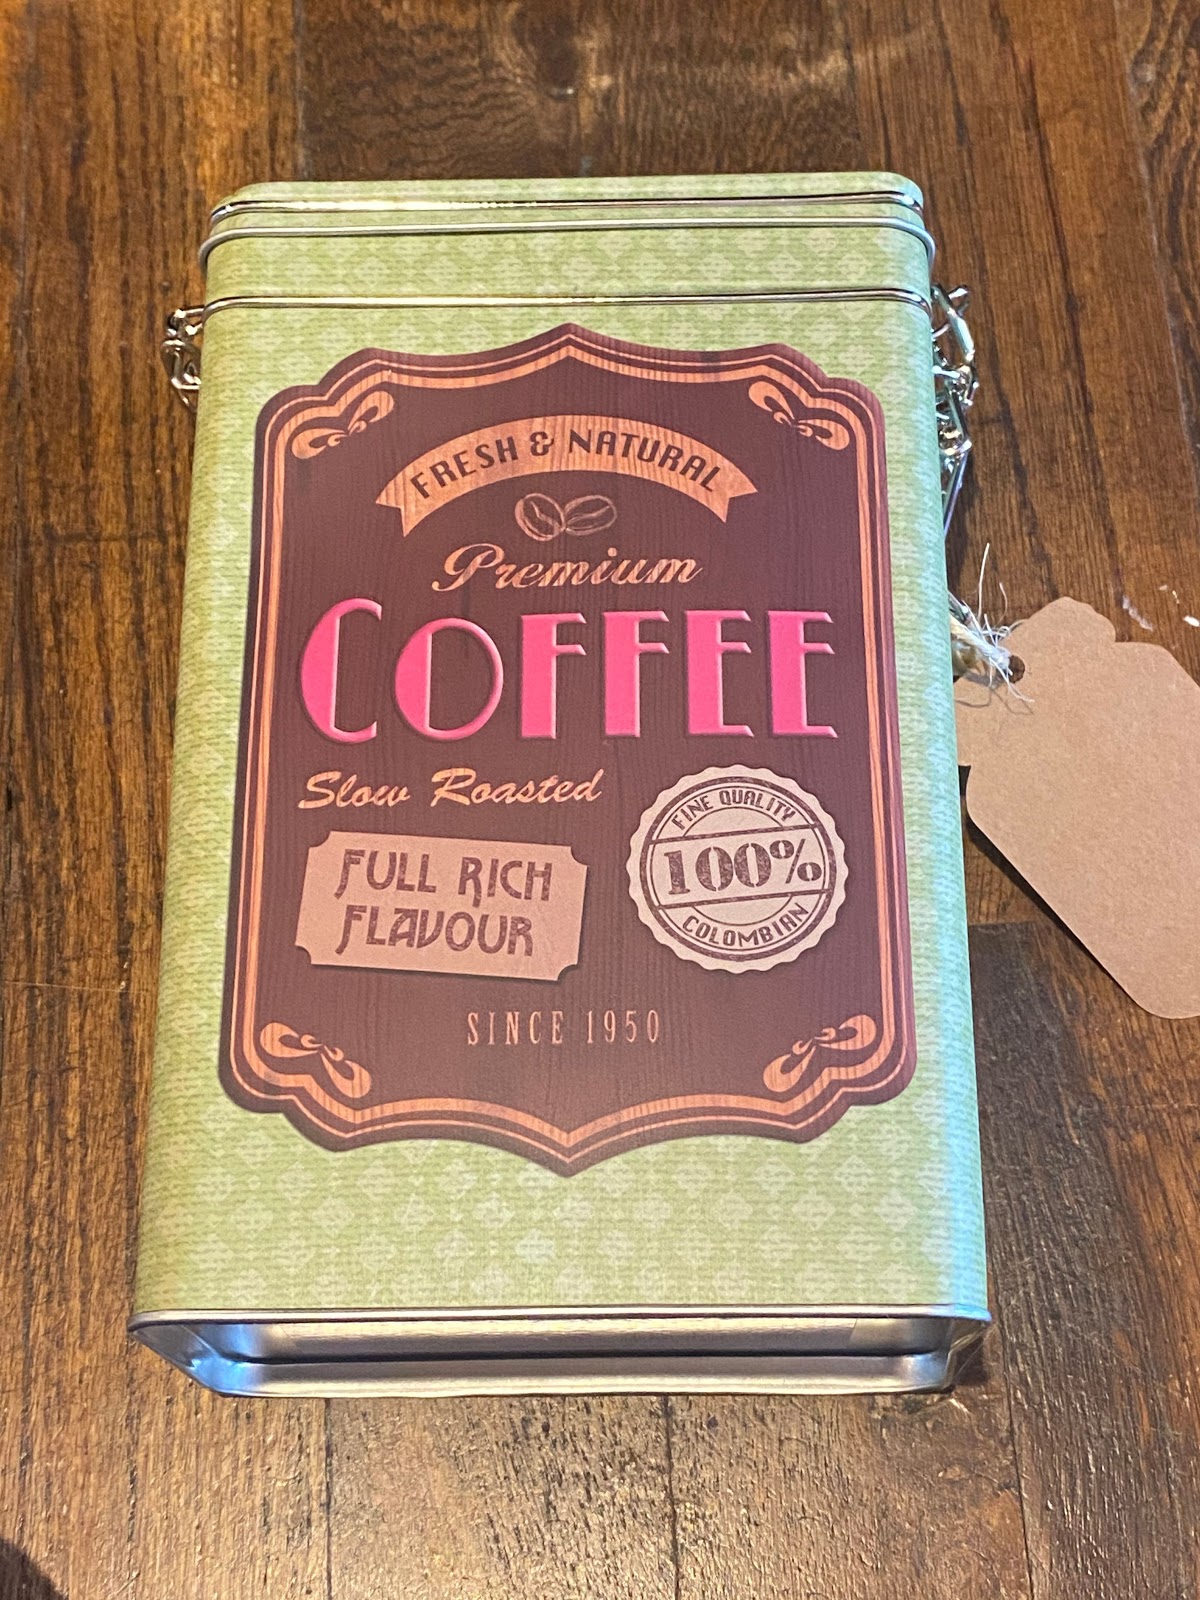 FRESH & NATURAL
Premium
COFFEE
Slow Roasted
FULL RICH
FLAVOUR
FINE QUALITY
100%
COLOMBIAN
SINCE 1950